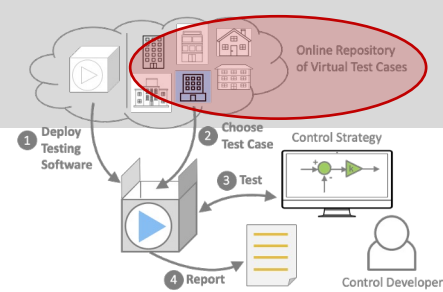 Online Repository
of Virtual Test Cases
1 Deploy
Testing
Software
2 Choose
Test Case
Control Strategy
+
-
k
3 Test
4 Report
Control Developer